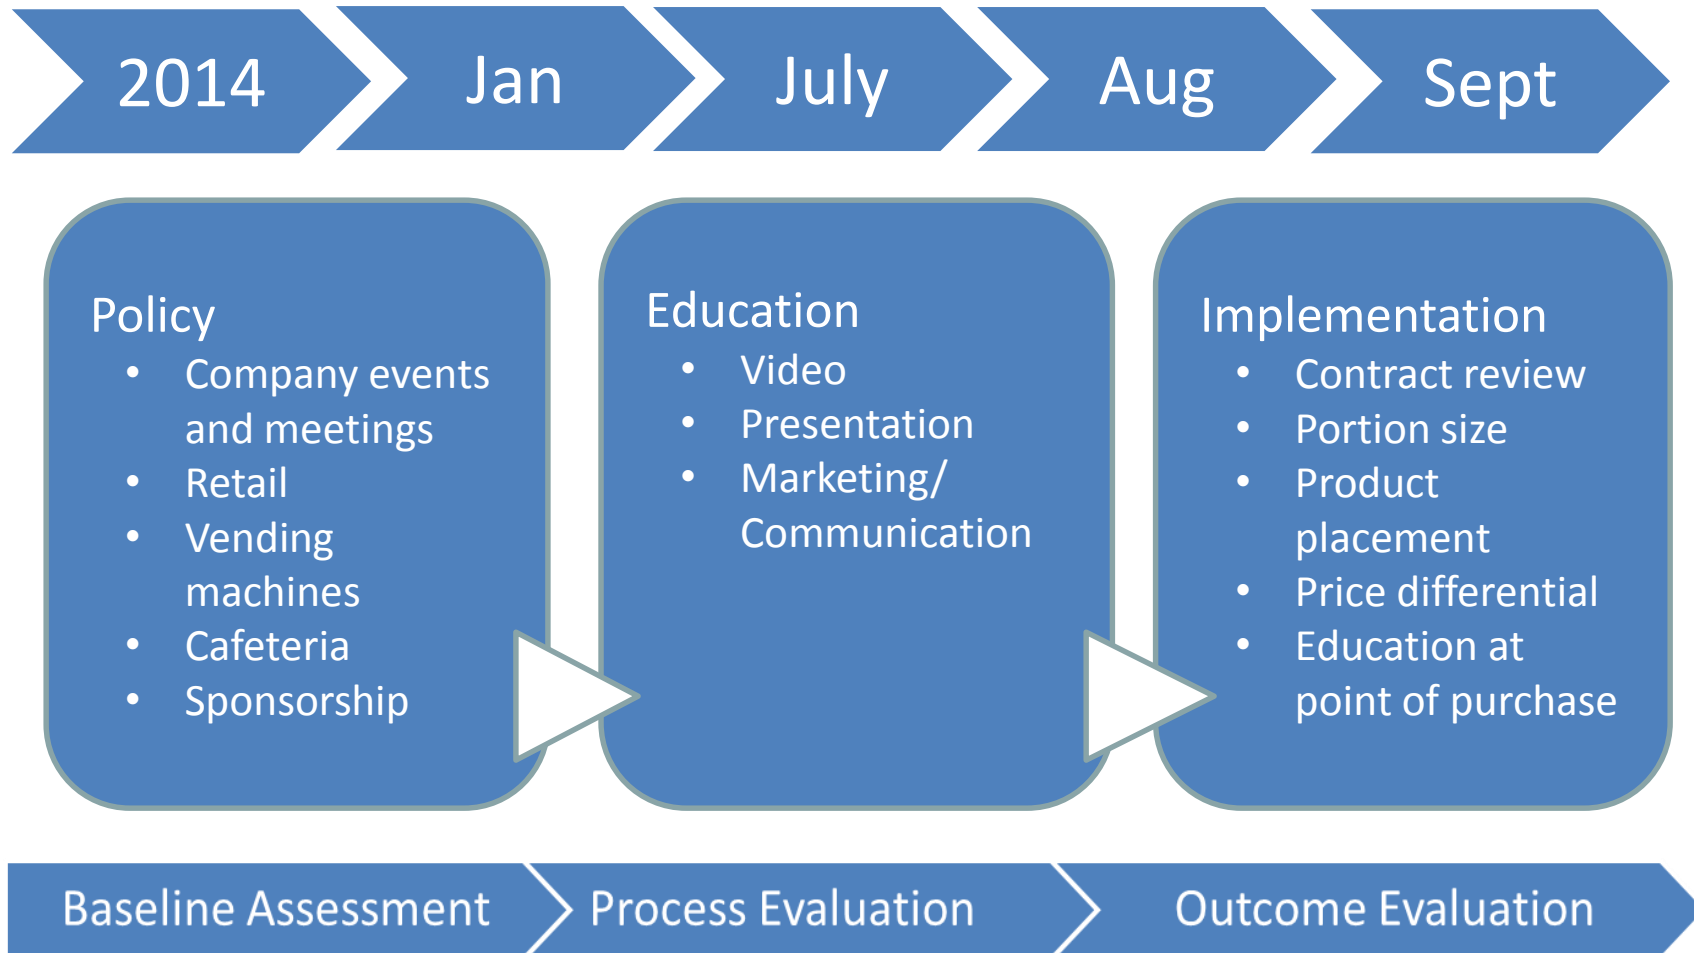 2014
Jan
July
Aug
Sept
Policy
• Company events
and meetings
• Retail
• Vending
machines
• Cafeteria
• Sponsorship
Education
• Video
• Presentation
• Marketing/
Communication
Implementation
• Contract review
• Portion size
• Product
placement
• Price differential
• Education at
point of purchase
Baseline Assessment
Process Evaluation
Outcome Evaluation